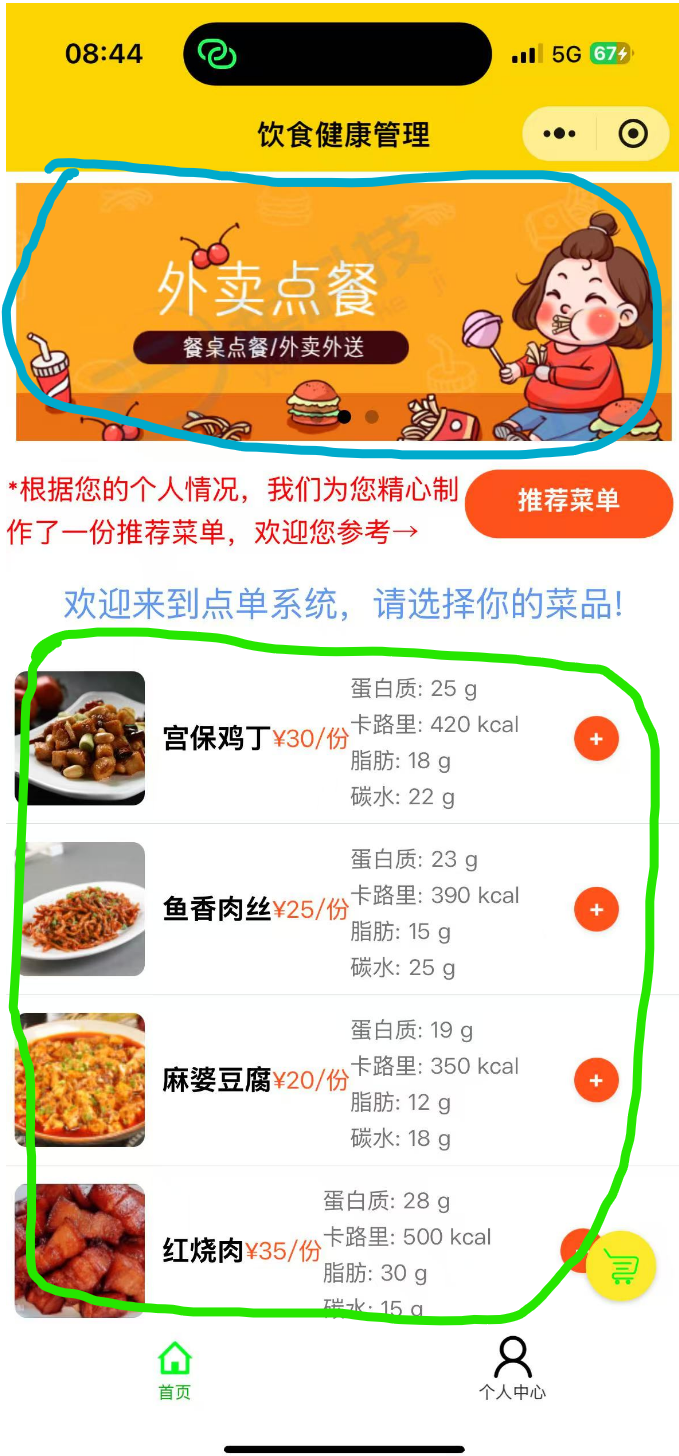 08:44
5G 67
饮食健康管理
外卖点餐
餐桌点餐/外卖外送
*根据您的个人情况，我们为您精心制
作了一份推荐菜单，欢迎您参考→
推荐菜单
欢迎来到点单系统，请选择你的菜品!
宫保鸡丁¥30/份
蛋白质: 25 g
卡路里: 420 kcal
脂肪: 18 g
碳水: 22 g
+
鱼香肉丝¥25/份
蛋白质: 23 g
卡路里: 390 kcal
脂肪: 15 g
碳水: 25 g
+
麻婆豆腐¥20/份
蛋白质: 19 g
卡路里: 350 kcal
脂肪: 12 g
碳水: 18 g
+
红烧肉¥35/份
蛋白质: 28 g
卡路里: 500 kcal
脂肪: 30 g
碳水: 15 g
首页
个人中心